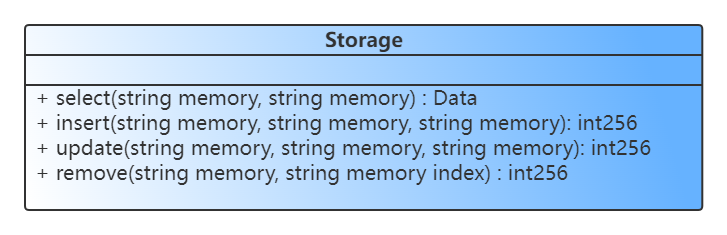 Storage
+ select(string memory, string memory) : Data
+ insert(string memory, string memory, string memory): int256
+ update(string memory, string memory, string memory): int256
+ remove(string memory, string memory index) : int256